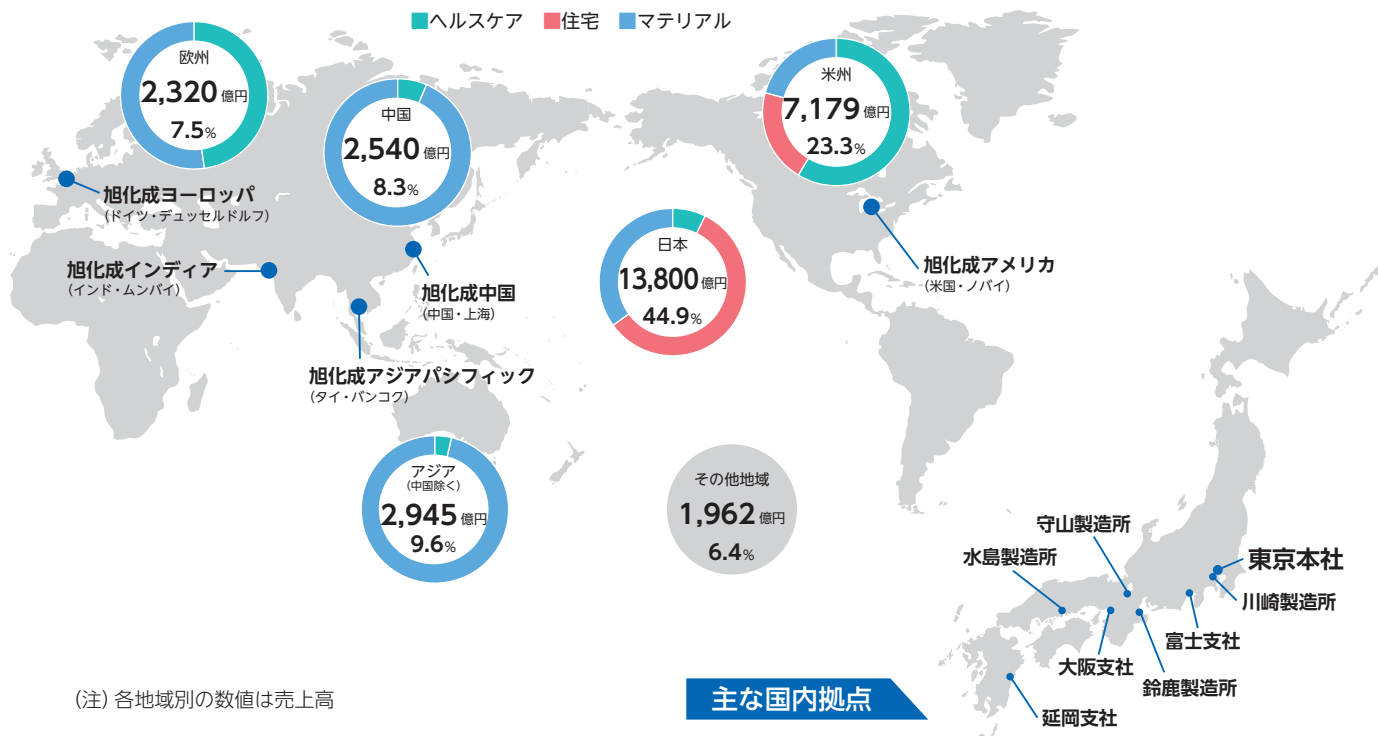 ヘルスケア 住宅 マテリアル
欧州
2,320億円
7.5%
中国
2,540億円
8.3%
米州
7,179億円
23.3%
旭化成ヨーロッパ
(ドイツ・デュッセルドルフ)
旭化成インディア
(インド・ムンバイ)
旭化成中国
(中国・上海)
旭化成アジアパシフィック
(タイ・バンコク)
日本
13,800億円
44.9%
旭化成アメリカ
(米国・ノバイ)
アジア
(中国除く)
2,945億円
9.6%
その他地域
1,962億円
6.4%
守山製造所
水島製造所
東京本社
川崎製造所
富士支社
大阪支社
鈴鹿製造所
延岡支社
主な国内拠点
(注) 各地域別の数値は売上高